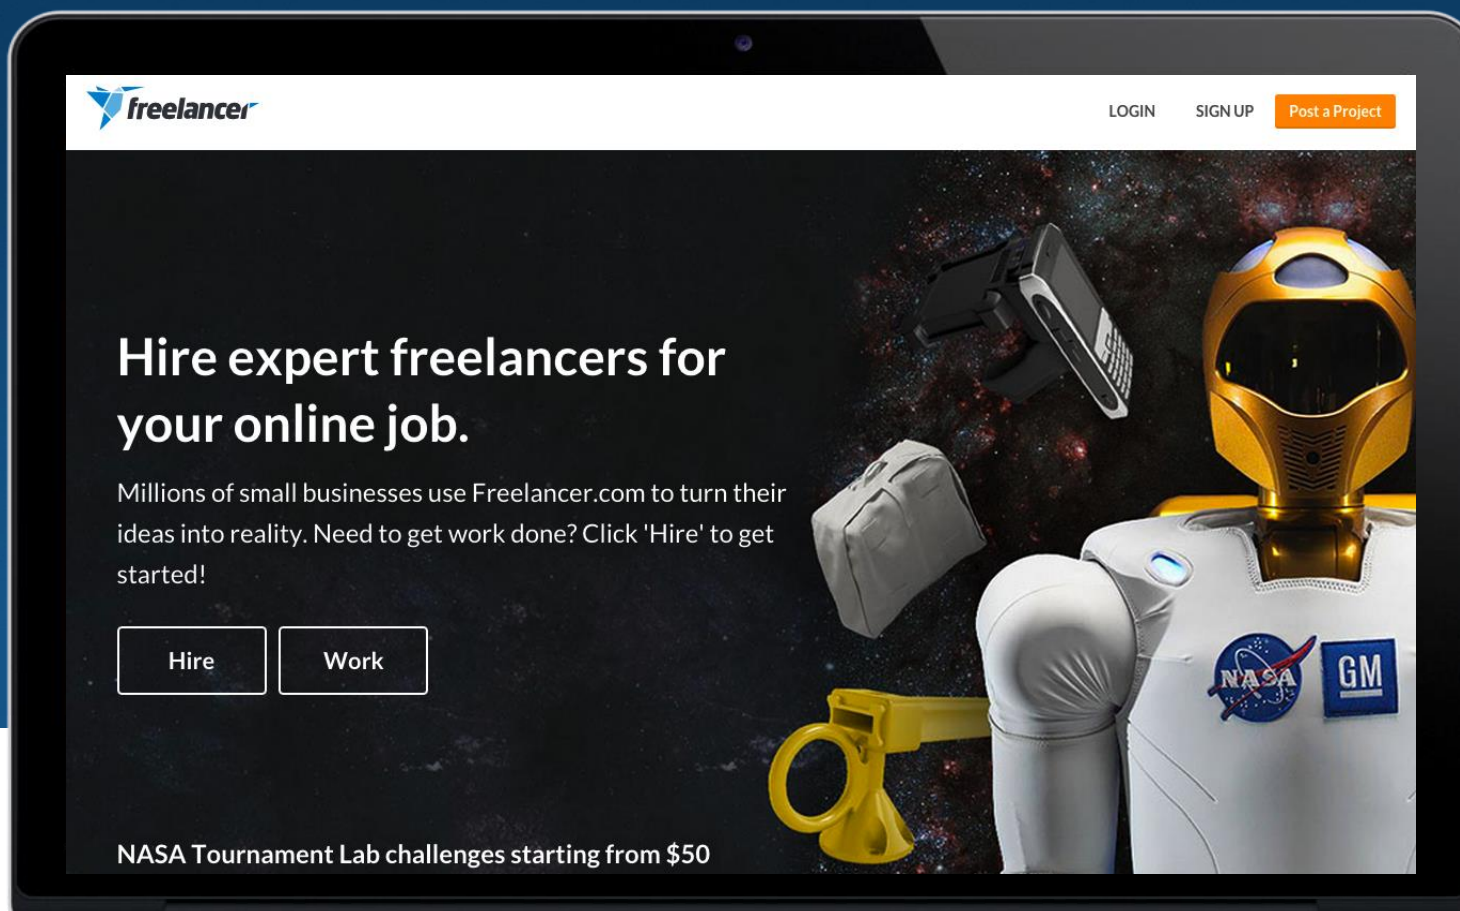 freelancer
LOGIN SIGN UP Post a Project
Hire expert freelancers for
your online job.
Millions of small businesses use Freelancer.com to turn their
ideas into reality. Need to get work done? Click 'Hire' to get
started!
Hire Work
NASA GM
NASA Tournament Lab challenges starting from $50